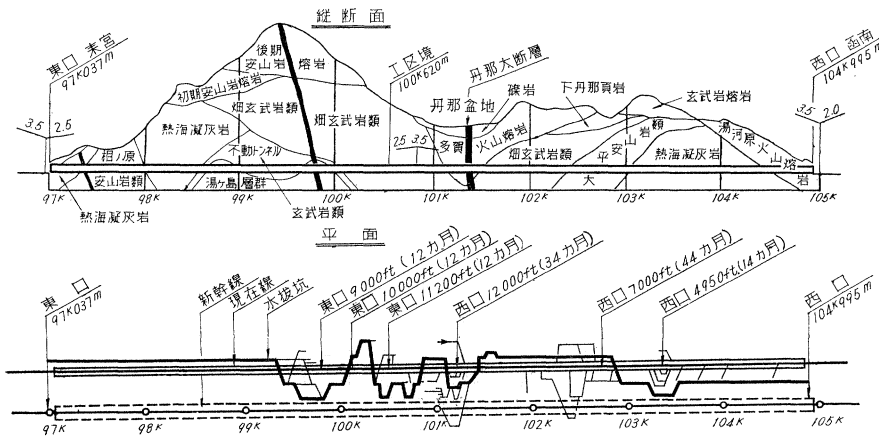 縦断面
東口 来宮
97K037m
3.5 2.5
後期
安山岩 熔岩
初期安山岩熔岩
畑玄武岩類
畑玄武岩類
熱海凝灰岩
相ノ原
安山岩類
熱海凝灰岩
不動トンネル
湯ヶ島層群
玄武岩類
工区境
100K620m
2.5 3.5
丹那大断層
丹那盆地
多賀
礫岩
火山熔岩
下丹那頁岩
玄武岩熔岩
畑玄武岩類
平安山岩類
大
熱海凝灰岩
湯河原火山熔岩
西口 函南
104K995m
3.5 2.0
97K 98K 99K 100K 101K 102K 103K 104K 105K
平面
東口
97K037m
新幹線
現在線
水抜坑
東口 9000ft(12カ月)
東口 10000ft(12カ月)
東口 11200ft(12カ月)
西口 12000ft(34カ月)
西口 7000ft(44カ月)
西口 4950ft(14カ月)
西口
104K995m
97K 98K 99K 100K 101K 102K 103K 104K 105K